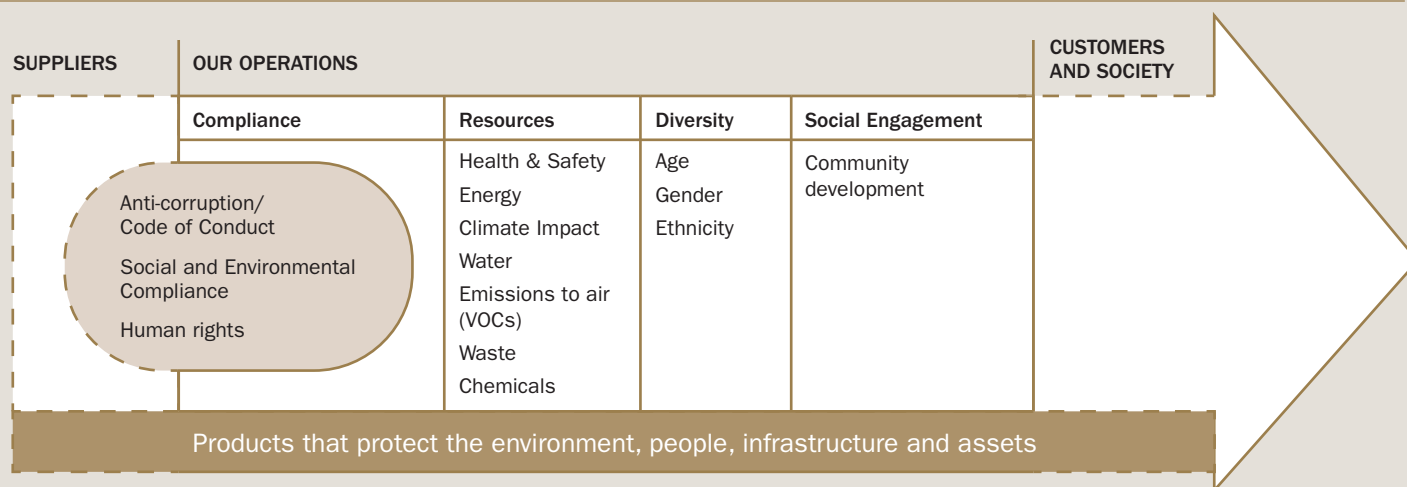 SUPPLIERS
OUR OPERATIONS
CUSTOMERS
AND SOCIETY
Compliance
Resources
Diversity
Social Engagement
Anti-corruption/
Code of Conduct
Social and Environmental
Compliance
Human rights
Health & Safety
Energy
Climate Impact
Water
Emissions to air
(VOCs)
Waste
Chemicals
Age
Gender
Ethnicity
Community
development
Products that protect the environment, people, infrastructure and assets